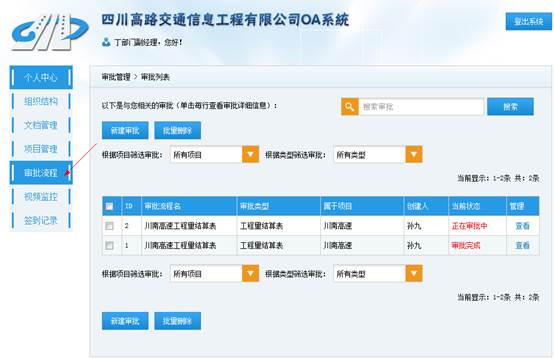 四川高路交通信息工程有限公司OA系统
丁部门副经理，您好！
登出系统
个人中心
组织结构
文档管理
项目管理
审批流程
视频监控
签到记录
审批管理 > 审批列表
以下是与您相关的审批（单击每行查看审批详细信息）：
搜索审批
搜索
新建审批 批量删除
根据项目筛选审批： 所有项目 根据类型筛选审批： 所有类型
当前显示：1-2条 共：2条
ID 审批流程名 审批类型 属于项目 创建人 当前状态 管理
2 川南高速工程量结算表 工程量结算表 川南高速 孙九 正在审批中 查看
1 川南高速工程量结算表 工程量结算表 川南高速 孙九 审批完成 查看
根据项目筛选审批： 所有项目 根据类型筛选审批： 所有类型
当前显示：1-2条 共：2条
新建审批 批量删除